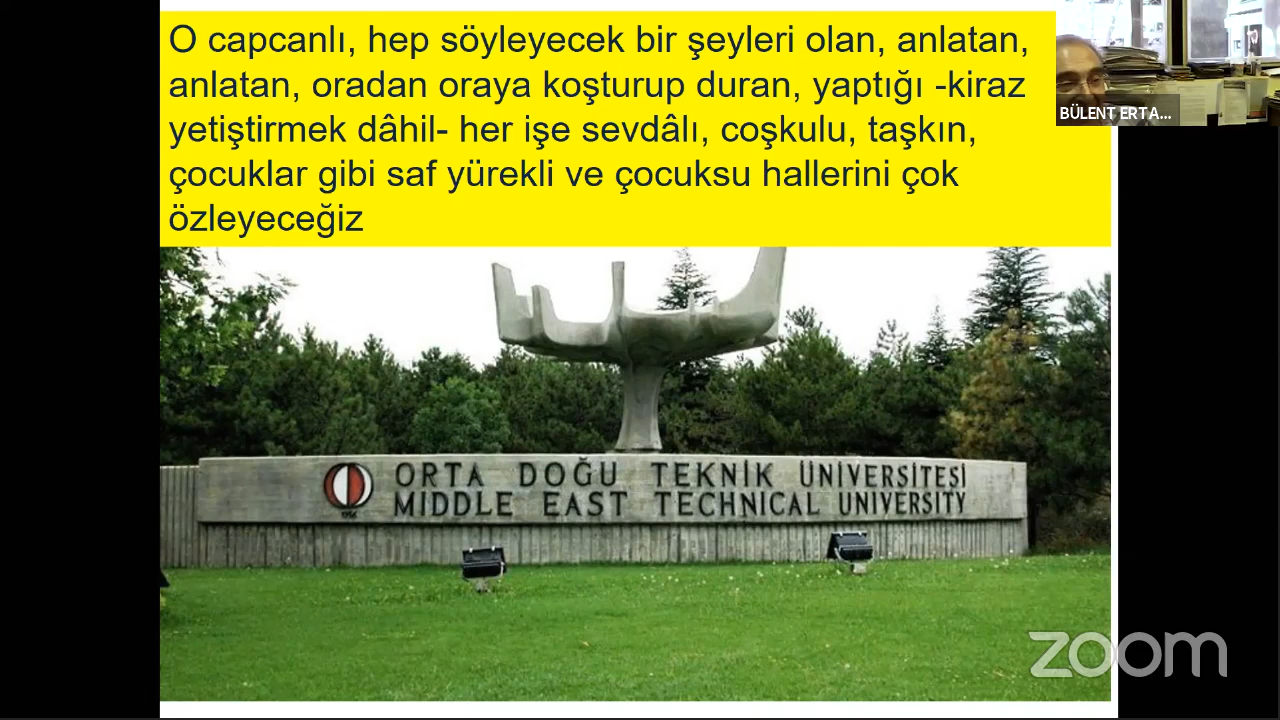 O capcanlı, hep söyleyecek bir şeyleri olan, anlatan,
anlatan, oradan oraya koşturup duran, yaptığı -kiraz
yetiştirmek dâhil- her işe sevdâlı, coşkulu, taşkın,
çocuklar gibi saf yürekli ve çocuksu hallerini çok
özleyeceğiz
BÜLENT ERTA...
ORTA DOĞU TEKNİK ÜNİVERSİTESİ
MIDDLE EAST TECHNICAL UNIVERSITY
1956
zoom